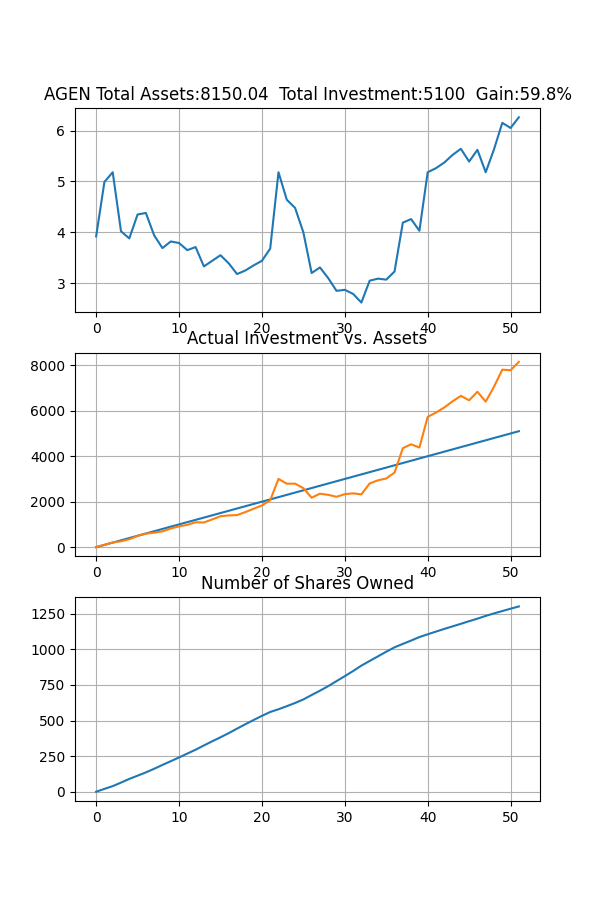 AGEN Total Assets:8150.04  Total Investment:5100  Gain:59.8%
6
5
4
3
0 10 20 30 40 50
Actual Investment vs. Assets
8000
6000
4000
2000
0
0 10 20 30 40 50
Number of Shares Owned
1250
1000
750
500
250
0
0 10 20 30 40 50